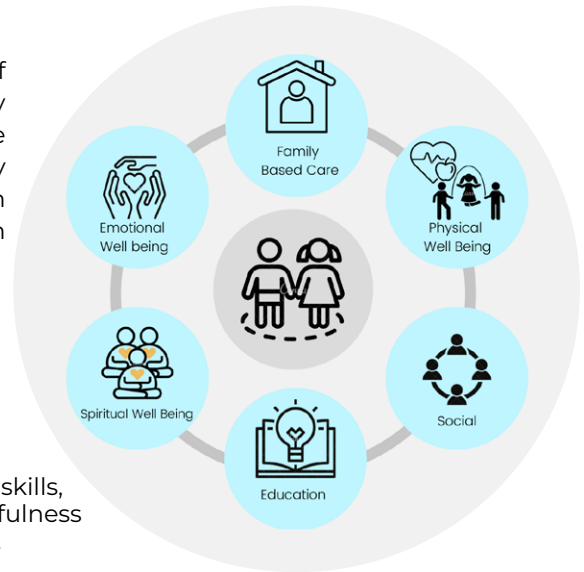 f
y
e
y
n
n
Family
Based Care
Physical
Well Being
Social
Education
Spiritual Well Being
Emotional
Well being
skills,
fulness